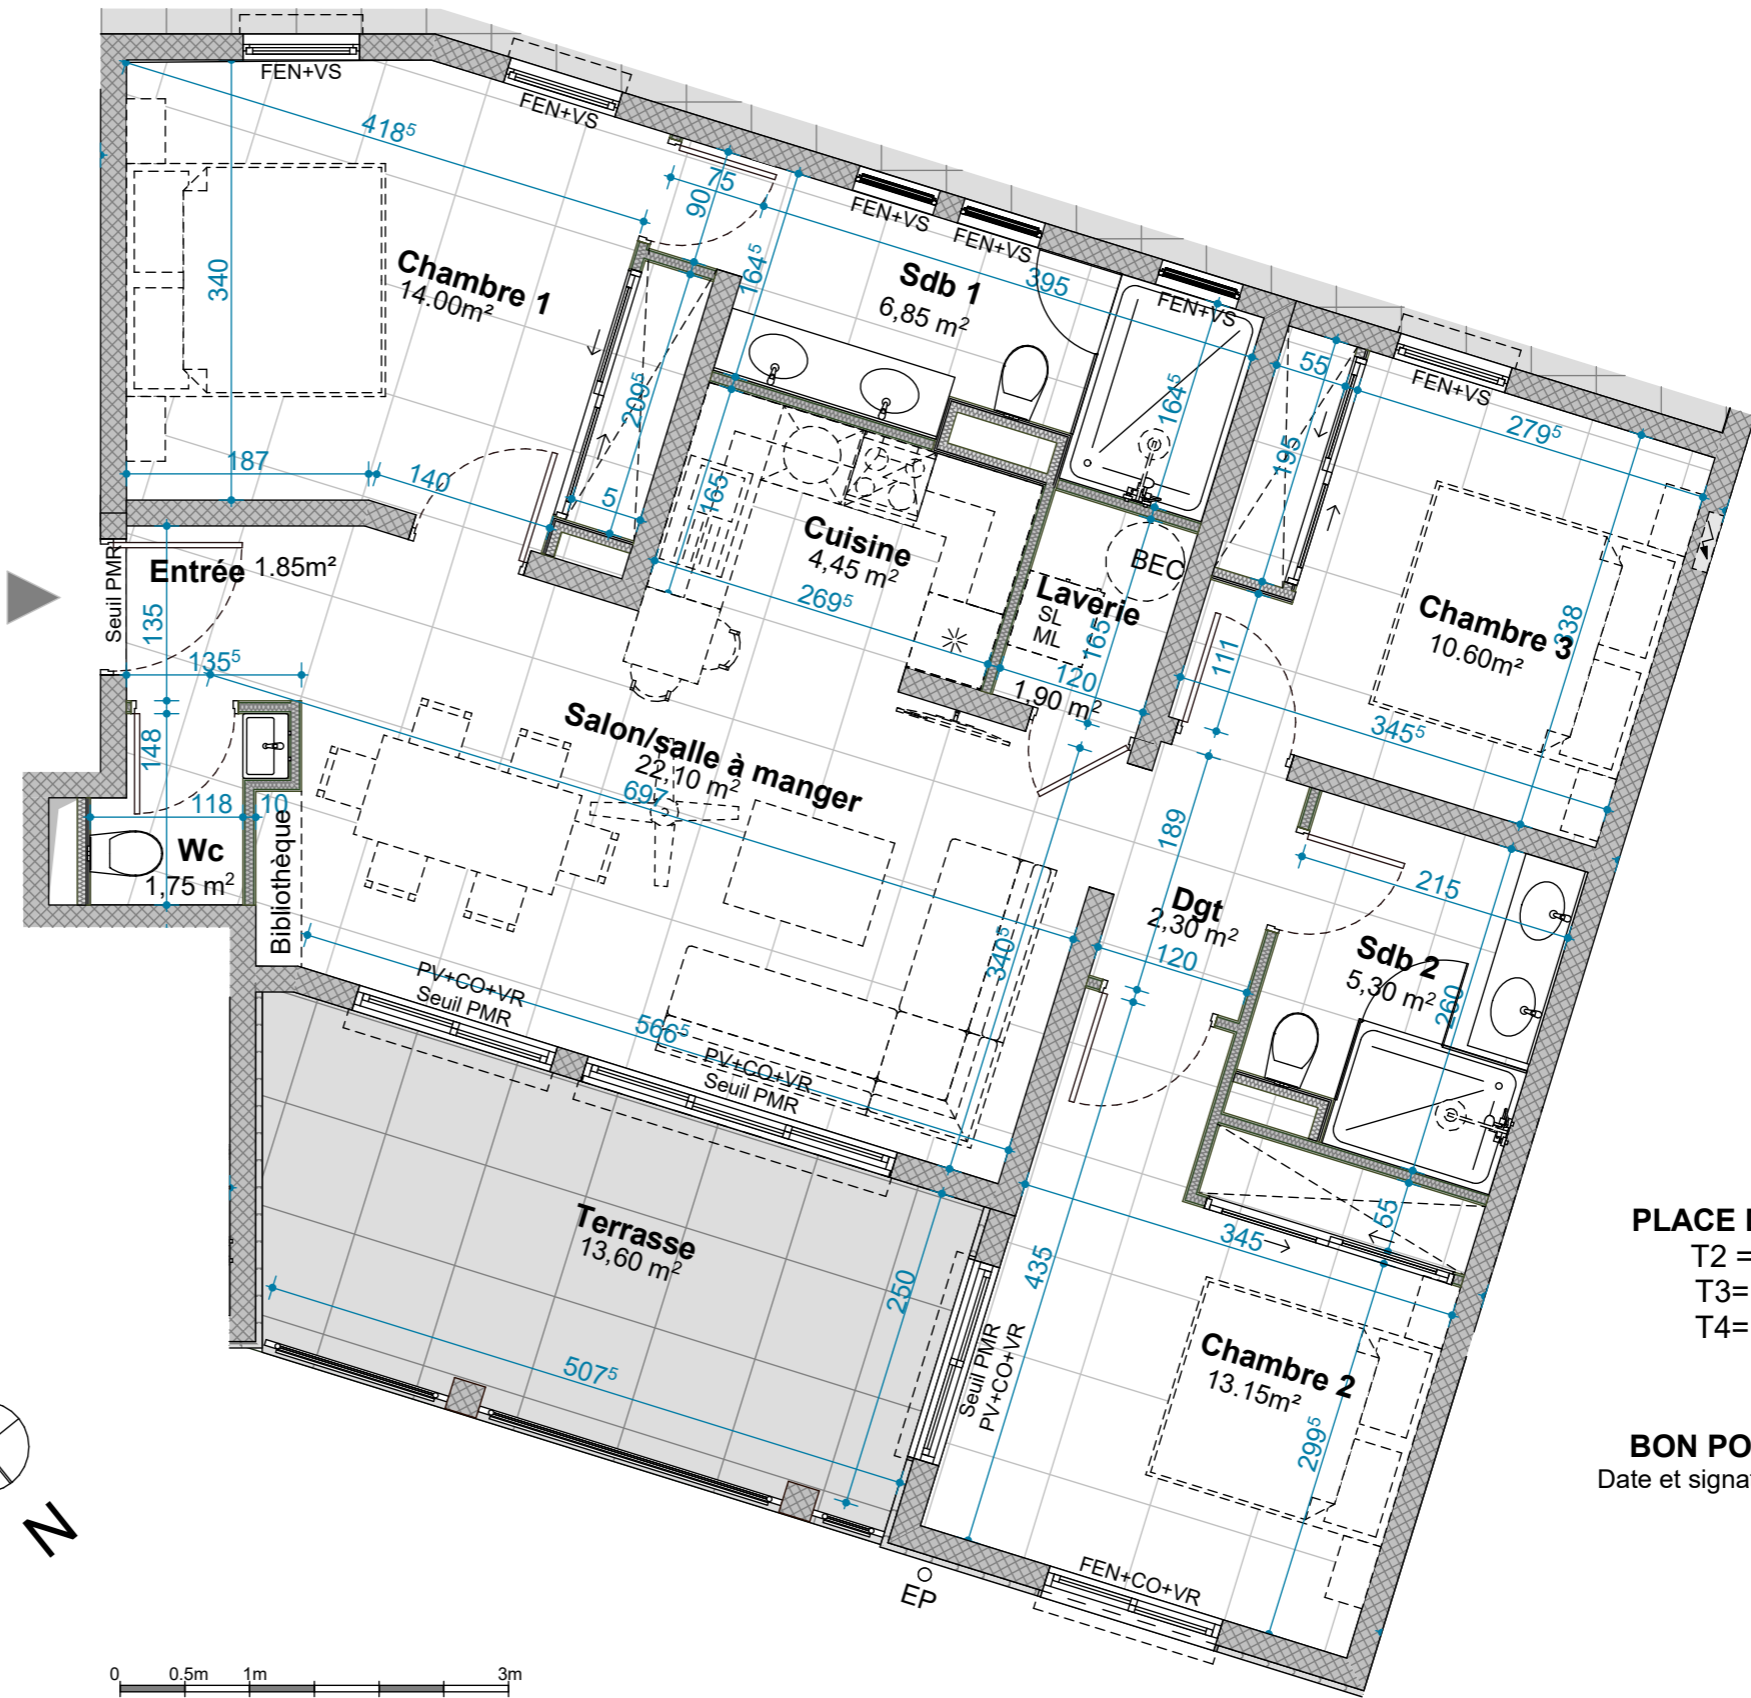 FEN+VS
FEN+VS
418⁵
75
90
340
Chambre 1
14.00m²
164⁵
FEN+VS
FEN+VS
Sdb 1
6,85 m²
395
FEN+VS
209⁵
164⁵
55
FEN+VS
279⁵
195
187
140
5
165
Cuisine
4,45 m²
269⁵
BEC
Laverie
SL
ML
165
120
1,90 m²
111
Chambre 3
10.60m²
338
345⁵
Seuil PMR
Entrée 1.85m²
135
135⁵
148
118
10
Wc
1,75 m²
Bibliothèque
Salon/salle à manger
22,10 m²
697
189
Dgt
2,30 m²
120
215
Sdb 2
5,30 m²
260
340⁵
PV+CO+VR
Seuil PMR
566⁵
PV+CO+VR
Seuil PMR
Terrasse
13,60 m²
250
507⁵
435
345
55
Seuil PMR
PV+CO+VR
Chambre 2
13.15m²
299⁵
FEN+CO+VR
EP
PLACE
T2 =
T3=
T4=
BON PO
Date et signa
N
0 0.5m 1m 3m